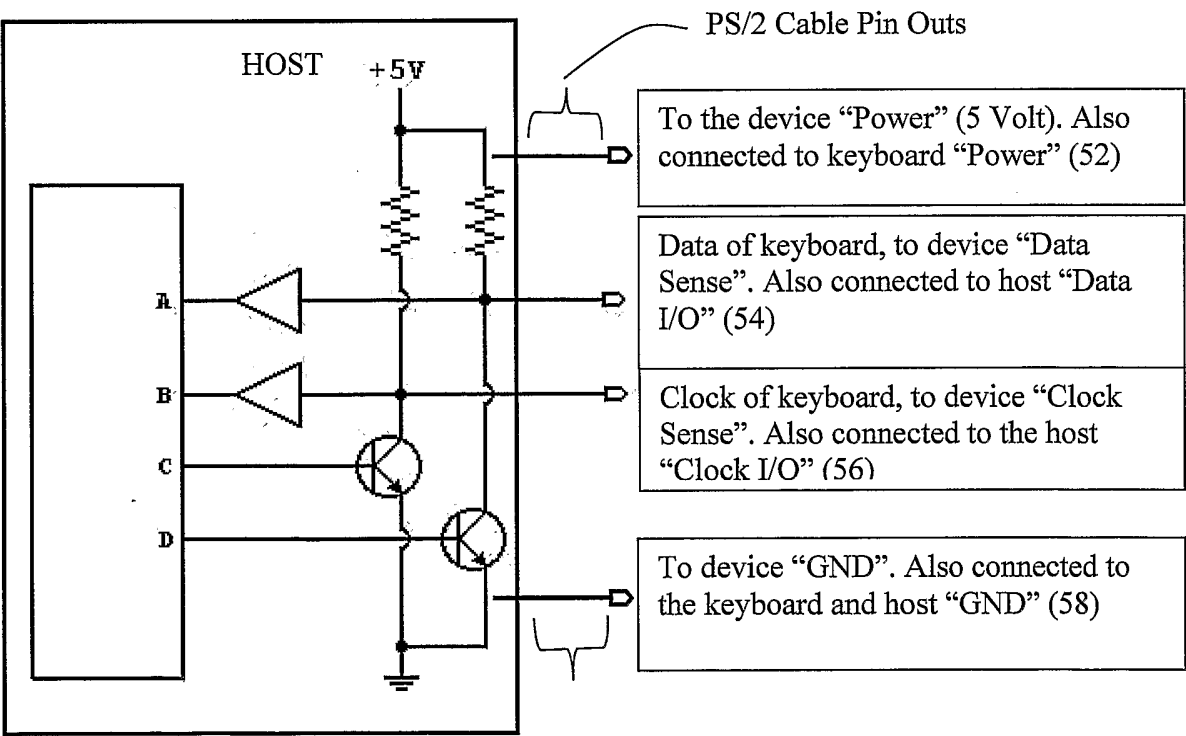 PS/2 Cable Pin Outs
HOST
+5V
To the device “Power” (5 Volt). Also
connected to keyboard “Power” (52)
Data of keyboard, to device “Data
Sense”. Also connected to host “Data
I/O” (54)
A
B
Clock of keyboard, to device “Clock
Sense”. Also connected to the host
“Clock I/O” (56)
C
D
To device “GND”. Also connected to
the keyboard and host “GND” (58)